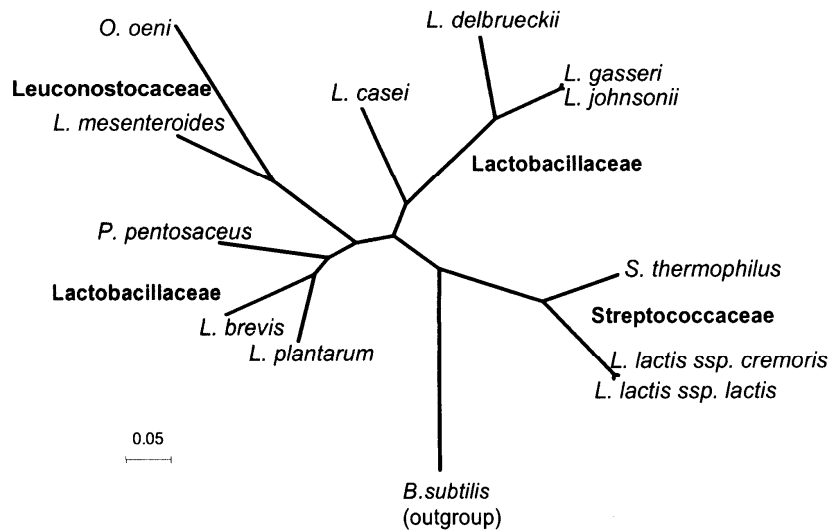 O. oeni
L. delbrueckii
L. gasseri
L. johnsonii
Leuconostocaceae
L. casei
L. mesenteroides
Lactobacillaceae
P. pentosaceus
S. thermophilus
Lactobacillaceae
Streptococcaceae
L. brevis
L. plantarum
L. lactis ssp. cremoris
L. lactis ssp. lactis
0.05
B.subtilis
(outgroup)